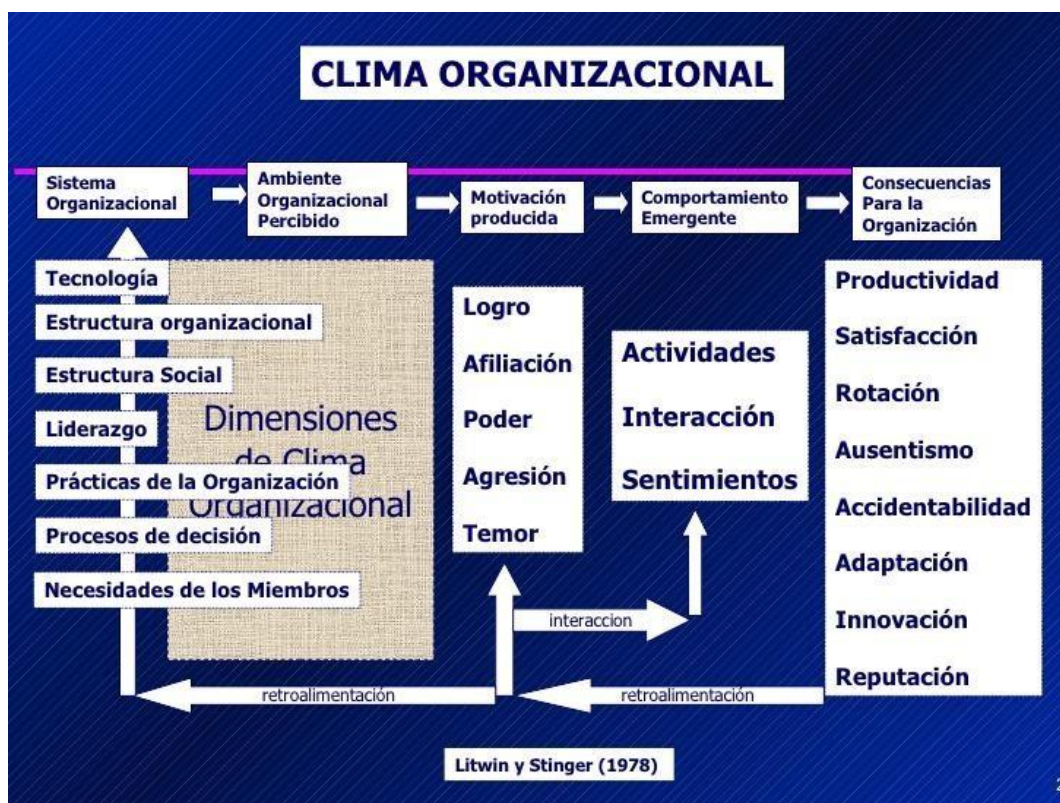 CLIMA ORGANIZACIONAL
Sistema
Organizacional
Ambiente
Organizacional
Percibido
Motivación
producida
Comportamiento
Emergente
Consecuencias
Para la
Organización
Tecnología
Estructura organizacional
Estructura Social
Liderazgo
Prácticas de la Organización
Procesos de decisión
Necesidades de los Miembros
Dimensiones
de Clima
Organizacional
Logro
Afiliación
Poder
Agresión
Temor
Actividades
Interacción
Sentimientos
Productividad
Satisfacción
Rotación
Ausentismo
Accidentabilidad
Adaptación
Innovación
Reputación
interaccion
retroalimentación
retroalimentación
Litwin y Stinger (1978)